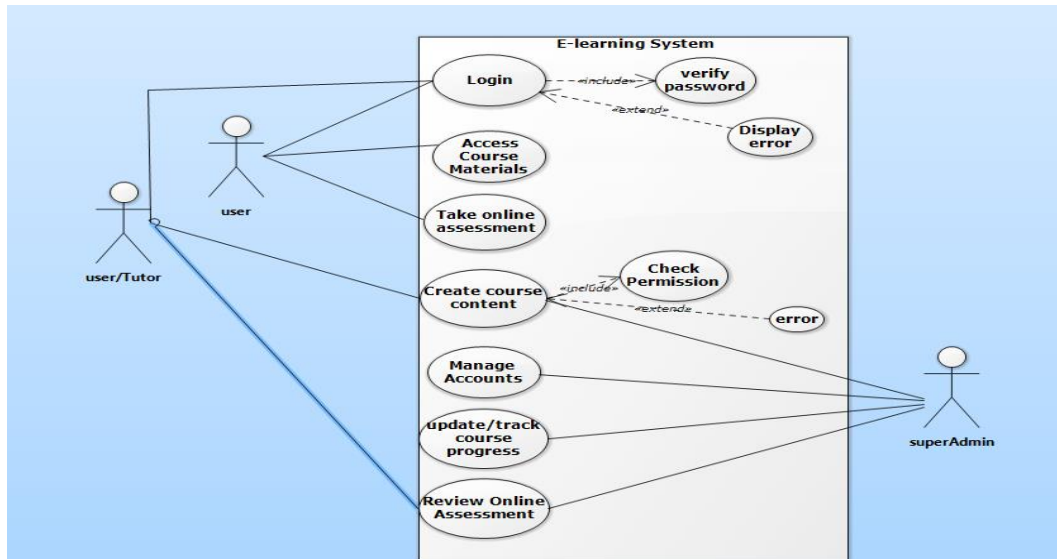 E-learning System
Login
«include»
verify
password
«extend»
Display
error
Access
Course
Materials
user
Take online
assessment
user/Tutor
Create course
content
«include»
Check
Permission
«extend»
error
Manage
Accounts
update/track
course
progress
superAdmin
Review Online
Assessment